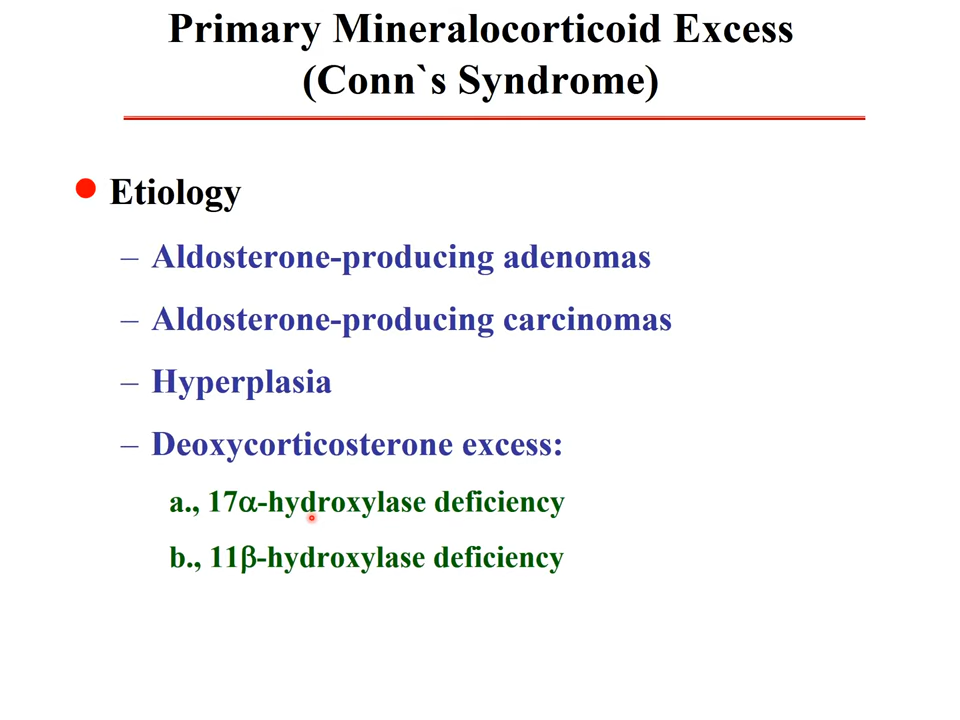 Primary Mineralocorticoid Excess
(Conn`s Syndrome)
Etiology
– Aldosterone-producing adenomas
– Aldosterone-producing carcinomas
– Hyperplasia
– Deoxycorticosterone excess:
a., 17α-hydroxylase deficiency
b., 11β-hydroxylase deficiency